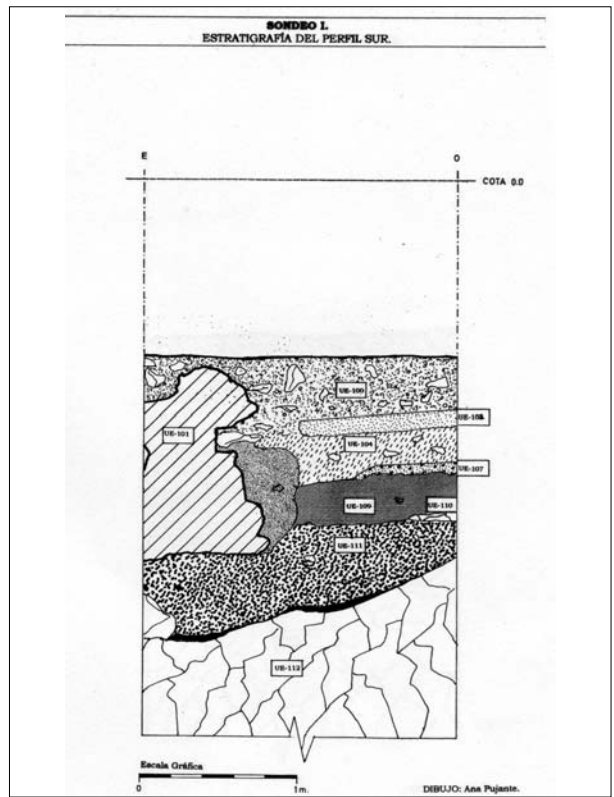 SONDEO I.
ESTRATIGRAFÍA DEL PERFIL SUR.
E
O
COTA 0.0
UE-100
UE-101
UE-104
UE-107
UE-109
UE-110
UE-111
UE-112
Escala Gráfica
0
1m.
DIBUJO: Ana Pujante.